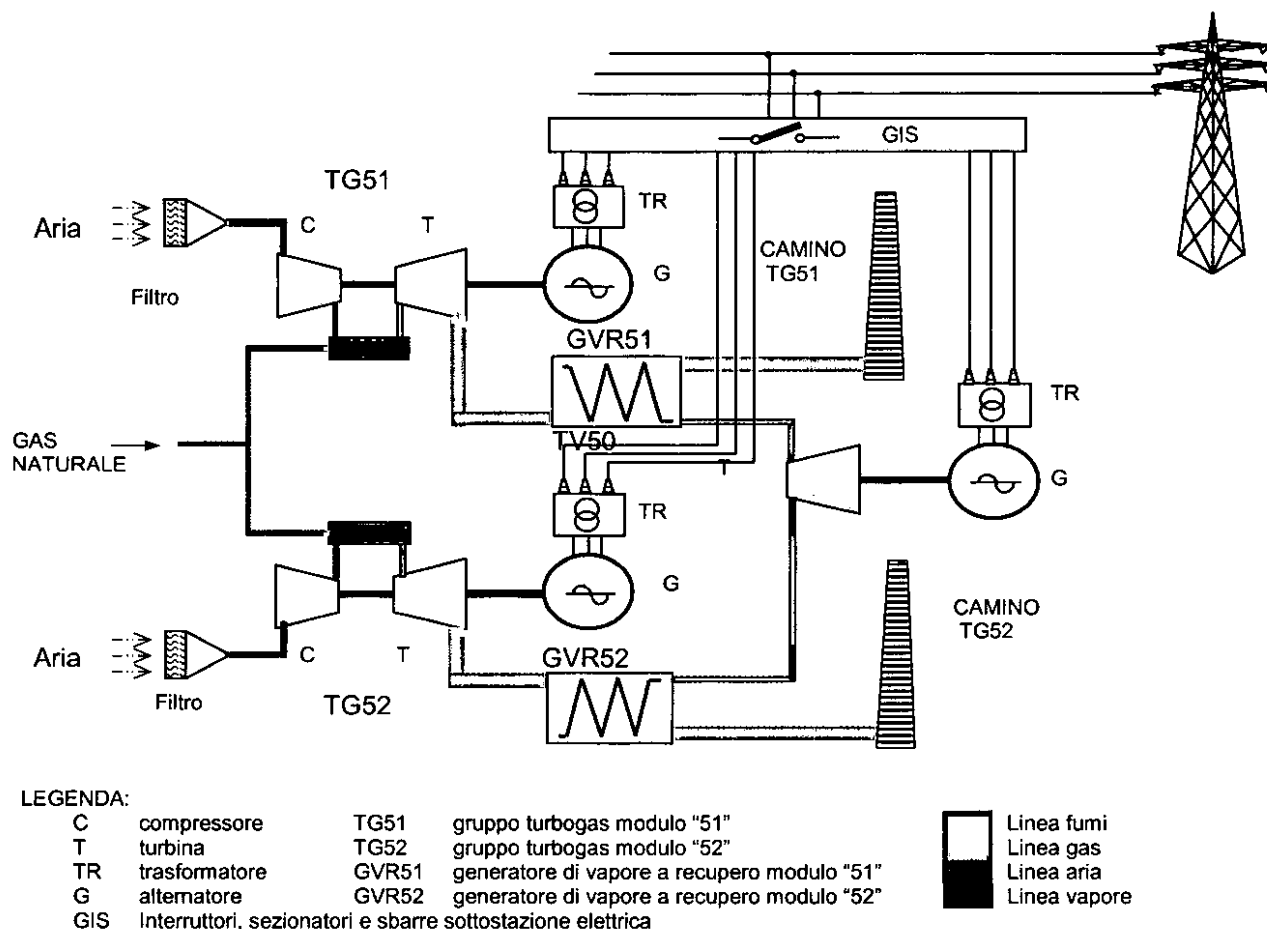 GIS
TG51
TR
Aria
C
T
CAMINO
TG51
G
Filtro
GVR51
TR
GAS
NATURALE
TV50
T
G
TR
G
CAMINO
TG52
Aria
C
T
GVR52
Filtro
TG52
LEGENDA:
C compressore TG51 gruppo turbogas modulo "51" Linea fumi
T turbina TG52 gruppo turbogas modulo "52" Linea gas
TR trasformatore GVR51 generatore di vapore a recupero modulo "51" Linea aria
G alternatore GVR52 generatore di vapore a recupero modulo "52" Linea vapore
GIS Interruttori, sezionatori e sbarre sottostazione elettrica